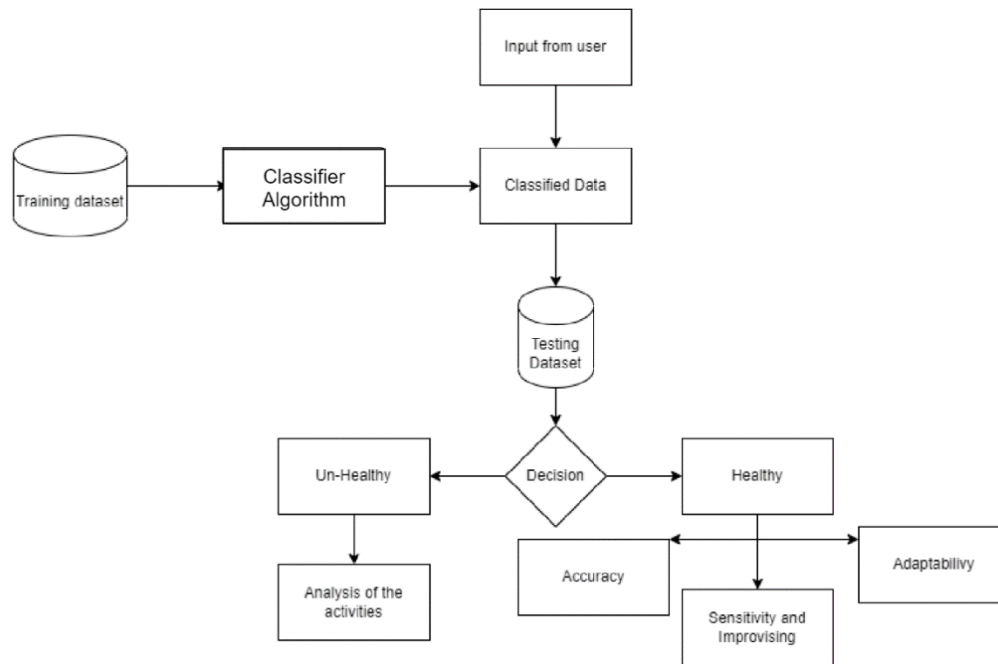 Input from user
Training dataset
Classifier
Algorithm
Classified Data
Testing
Dataset
Un-Healthy
Decision
Healthy
Accuracy
Adaptabilivy
Analysis of the
activities
Sensitivity and
Improvising